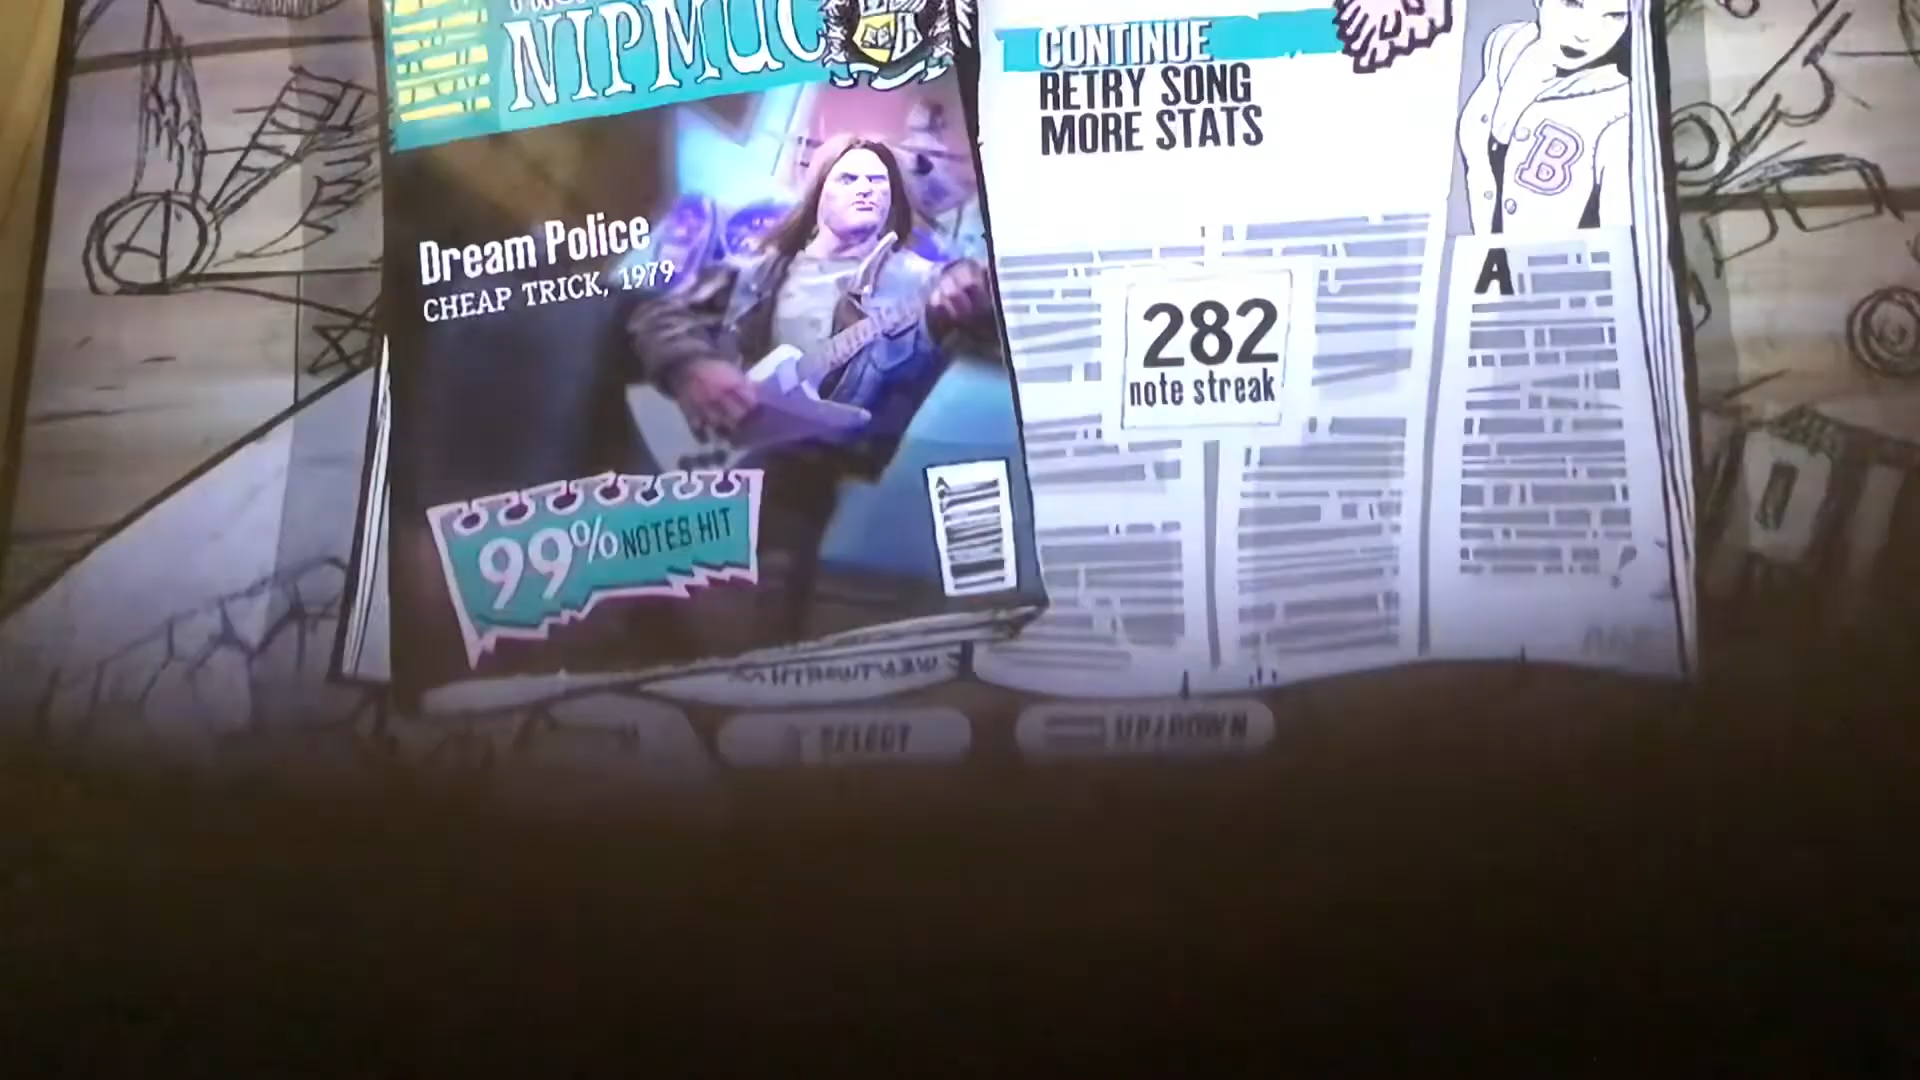 NIPMUC
Dream Police
CHEAP TRICK, 1979
99% NOTES HIT
CONTINUE
RETRY SONG
MORE STATS
282
note streak
B
A
SELECT
UP/DOWN